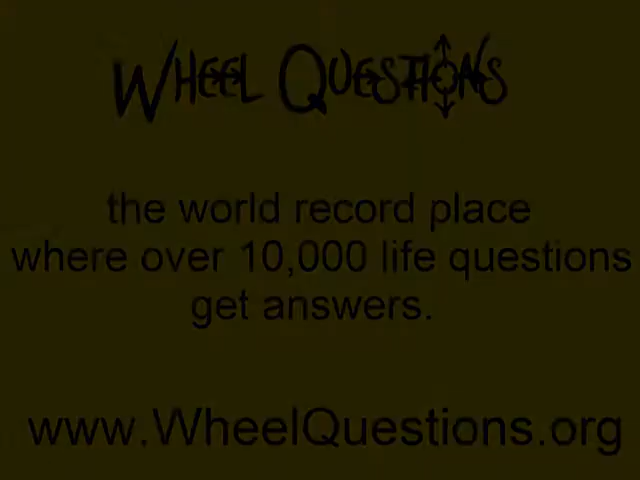 WHEEL QUESTIONS
the world record place
where over 10,000 life questions
get answers.
www.WheelQuestions.org